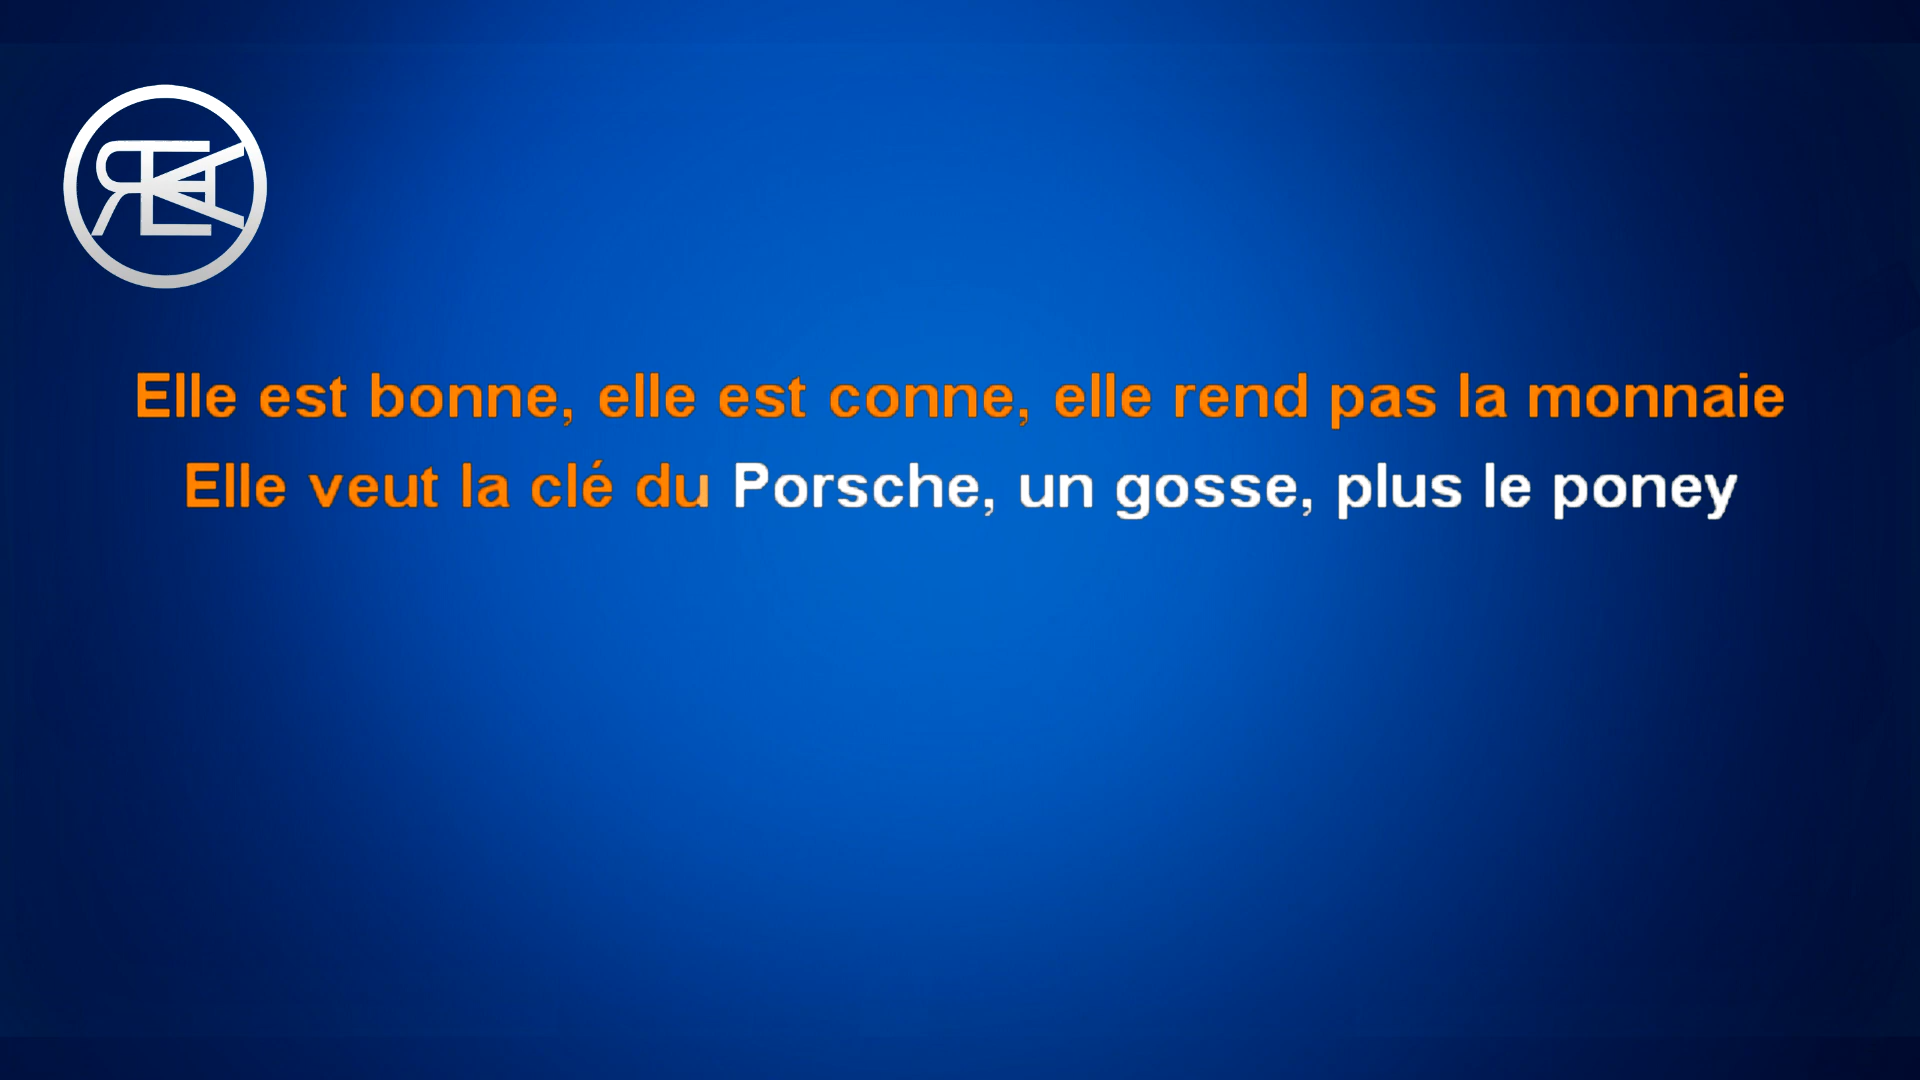 Elle est bonne, elle est conne, elle rend pas la monnaie
Elle veut la clé du Porsche, un gosse, plus le poney